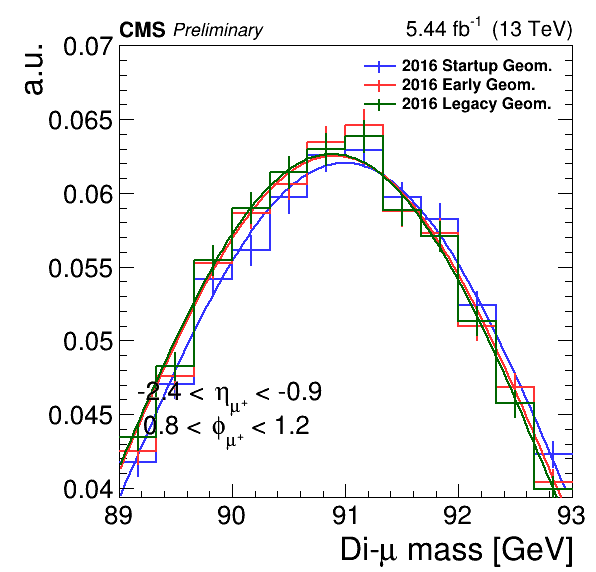 CMS Preliminary 5.44 fb⁻¹ (13 TeV)
a.u.
0.07
0.065
0.06
0.055
0.05
0.045
0.04
2016 Startup Geom.
2016 Early Geom.
2016 Legacy Geom.
-2.4 < η_μ⁺ < -0.9
0.8 < ϕ_μ⁺ < 1.2
89 90 91 92 93
Di-μ mass [GeV]